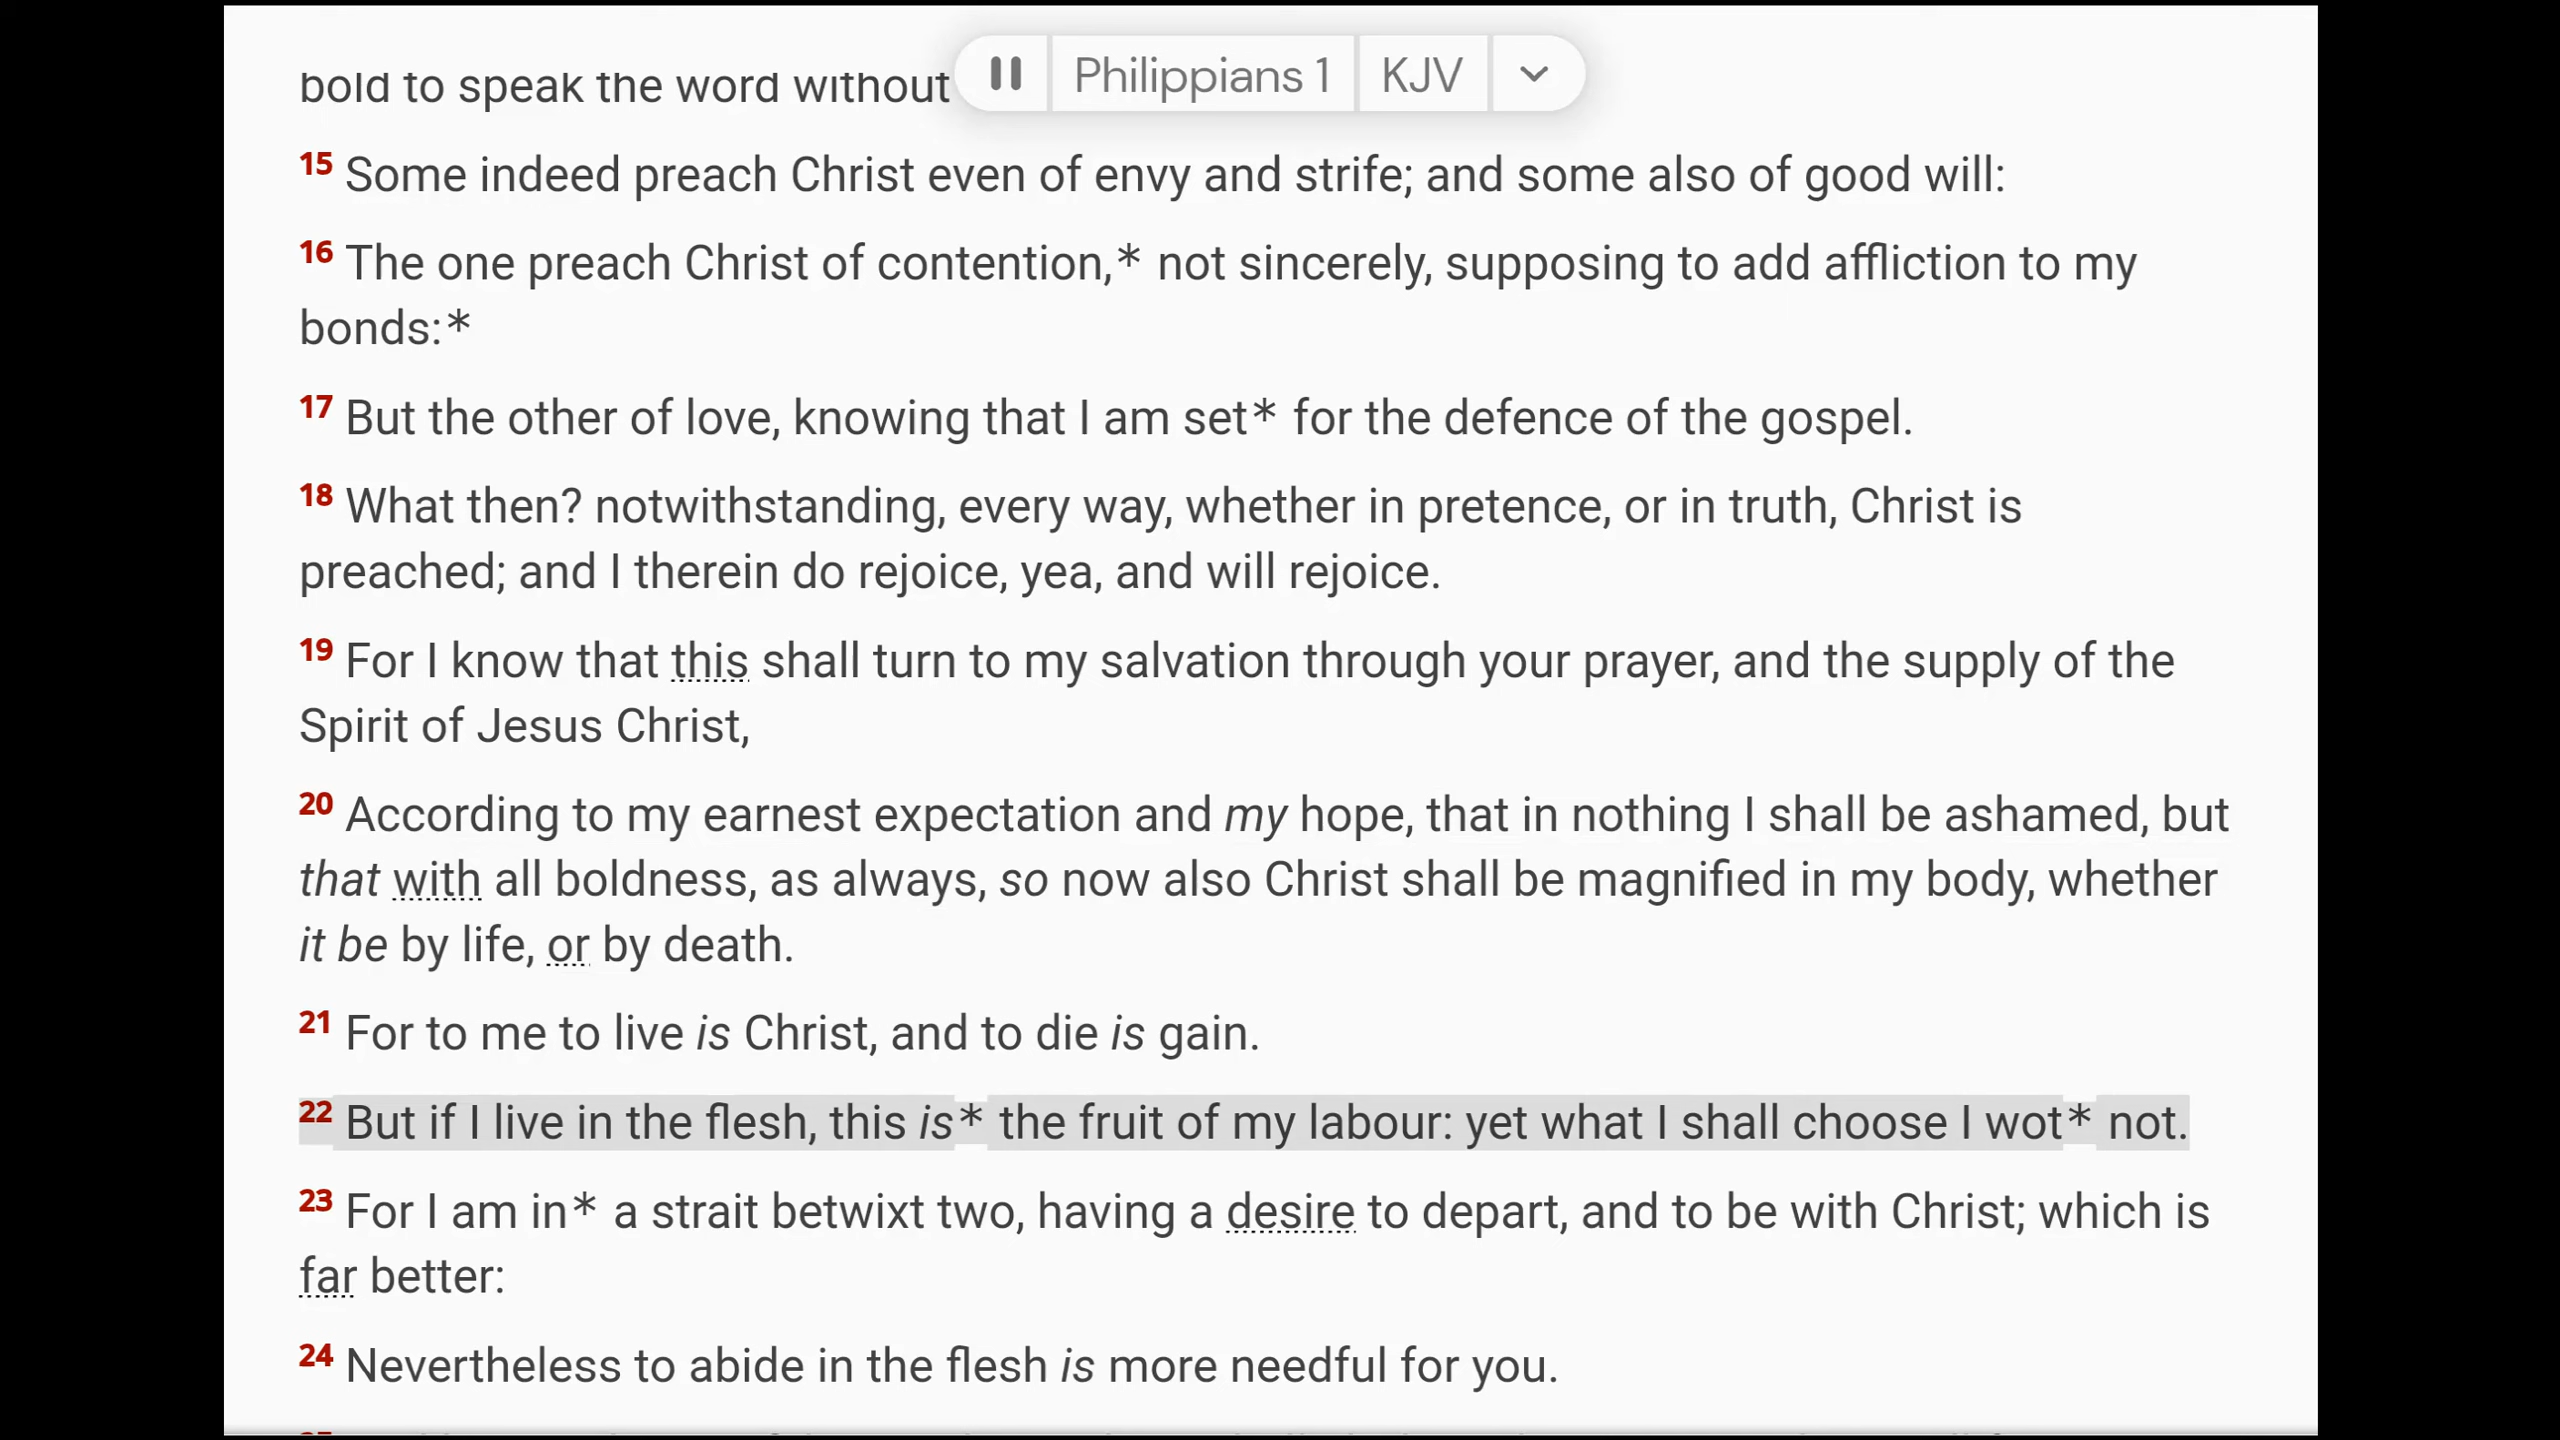 bold to speak the word without
Philippians 1 KJV
15 Some indeed preach Christ even of envy and strife; and some also of good will:
16 The one preach Christ of contention,* not sincerely, supposing to add affliction to my
bonds:*
17 But the other of love, knowing that I am set* for the defence of the gospel.
18 What then? notwithstanding, every way, whether in pretence, or in truth, Christ is
preached; and I therein do rejoice, yea, and will rejoice.
19 For I know that this shall turn to my salvation through your prayer, and the supply of the
Spirit of Jesus Christ,
20 According to my earnest expectation and my hope, that in nothing I shall be ashamed, but
that with all boldness, as always, so now also Christ shall be magnified in my body, whether
it be by life, or by death.
21 For to me to live is Christ, and to die is gain.
22 But if I live in the flesh, this is* the fruit of my labour: yet what I shall choose I wot* not.
23 For I am in* a strait betwixt two, having a desire to depart, and to be with Christ; which is
far better:
24 Nevertheless to abide in the flesh is more needful for you.